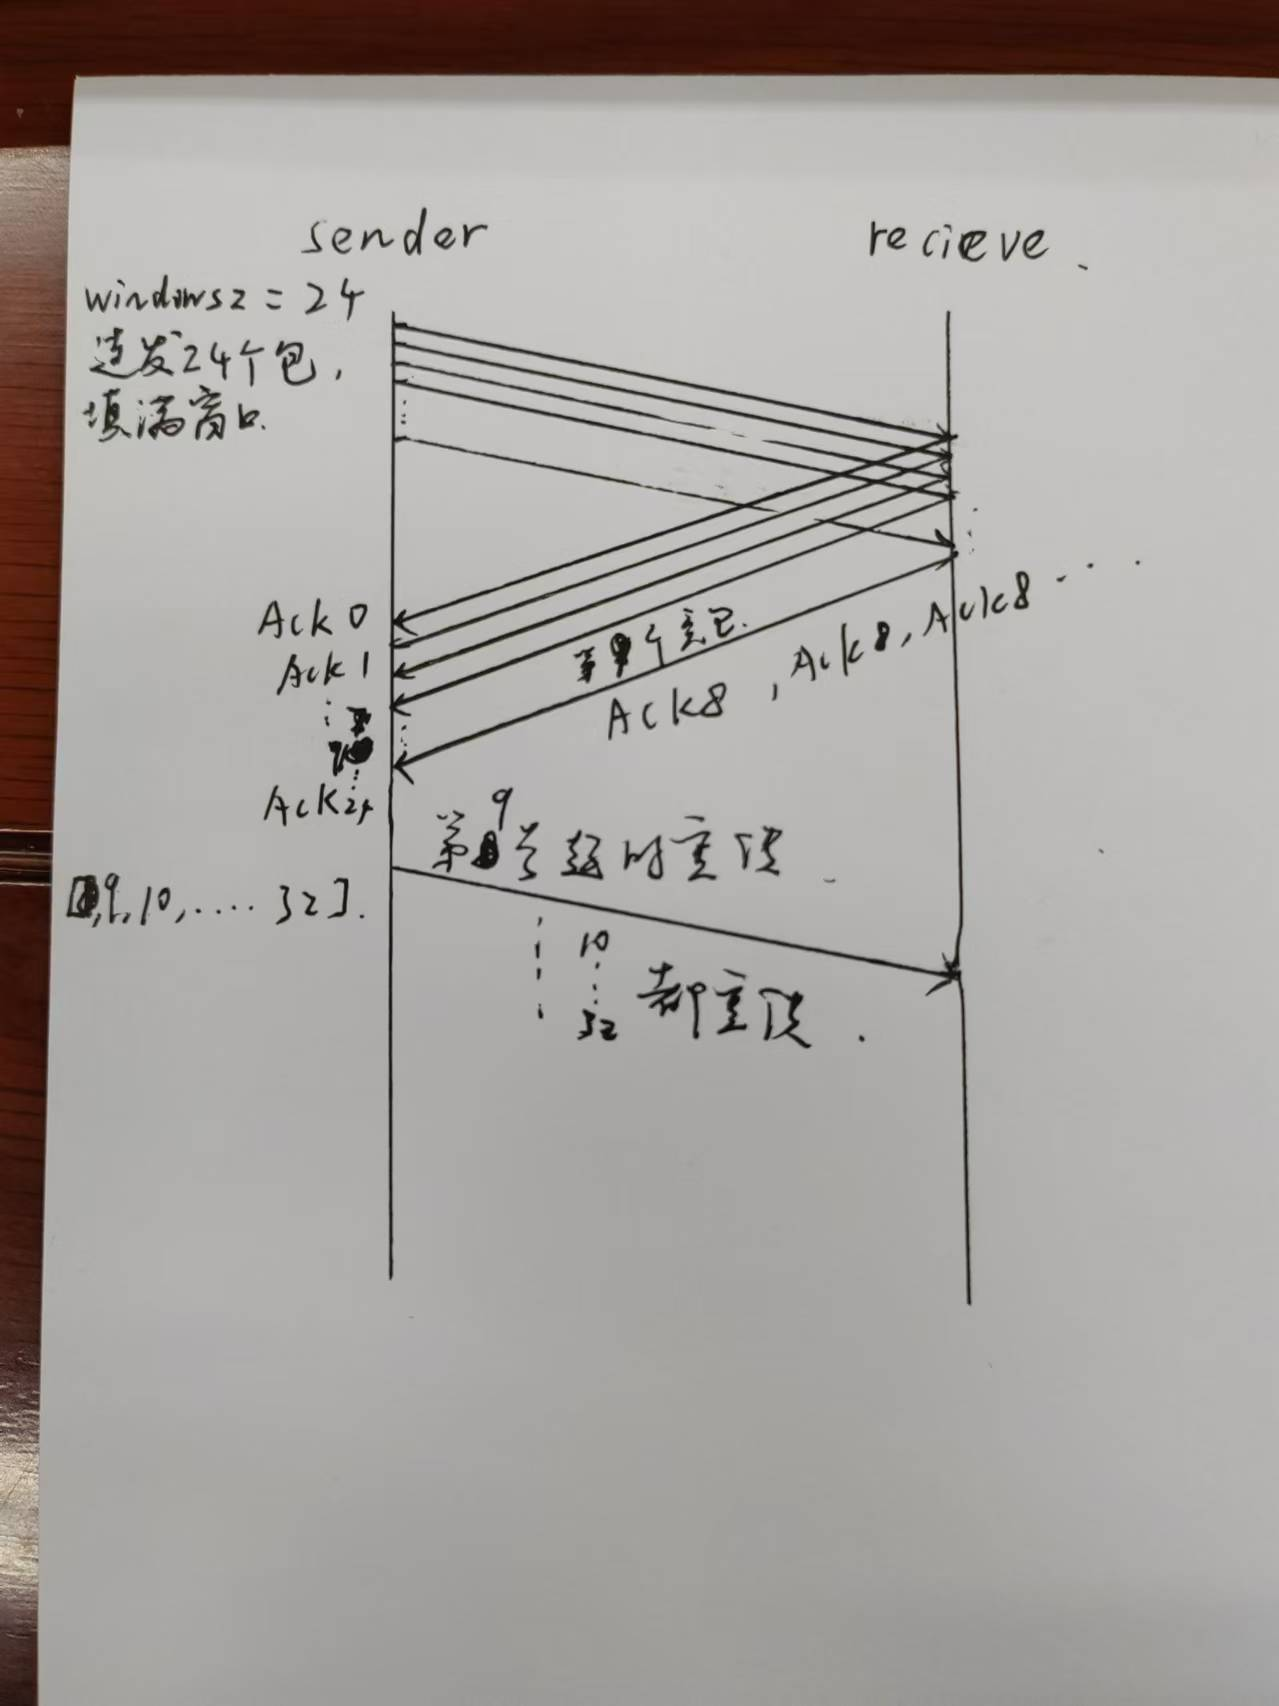 sender
recieve.
windowsz = 24
连发24个包,
填满窗口.
Ack 0
Ack 1
Ack24
第9个丢包.
Ack8, Ack8, Ack8 ....
第9号超时重传.
[9,10,.... 32].
10
32 都重传.